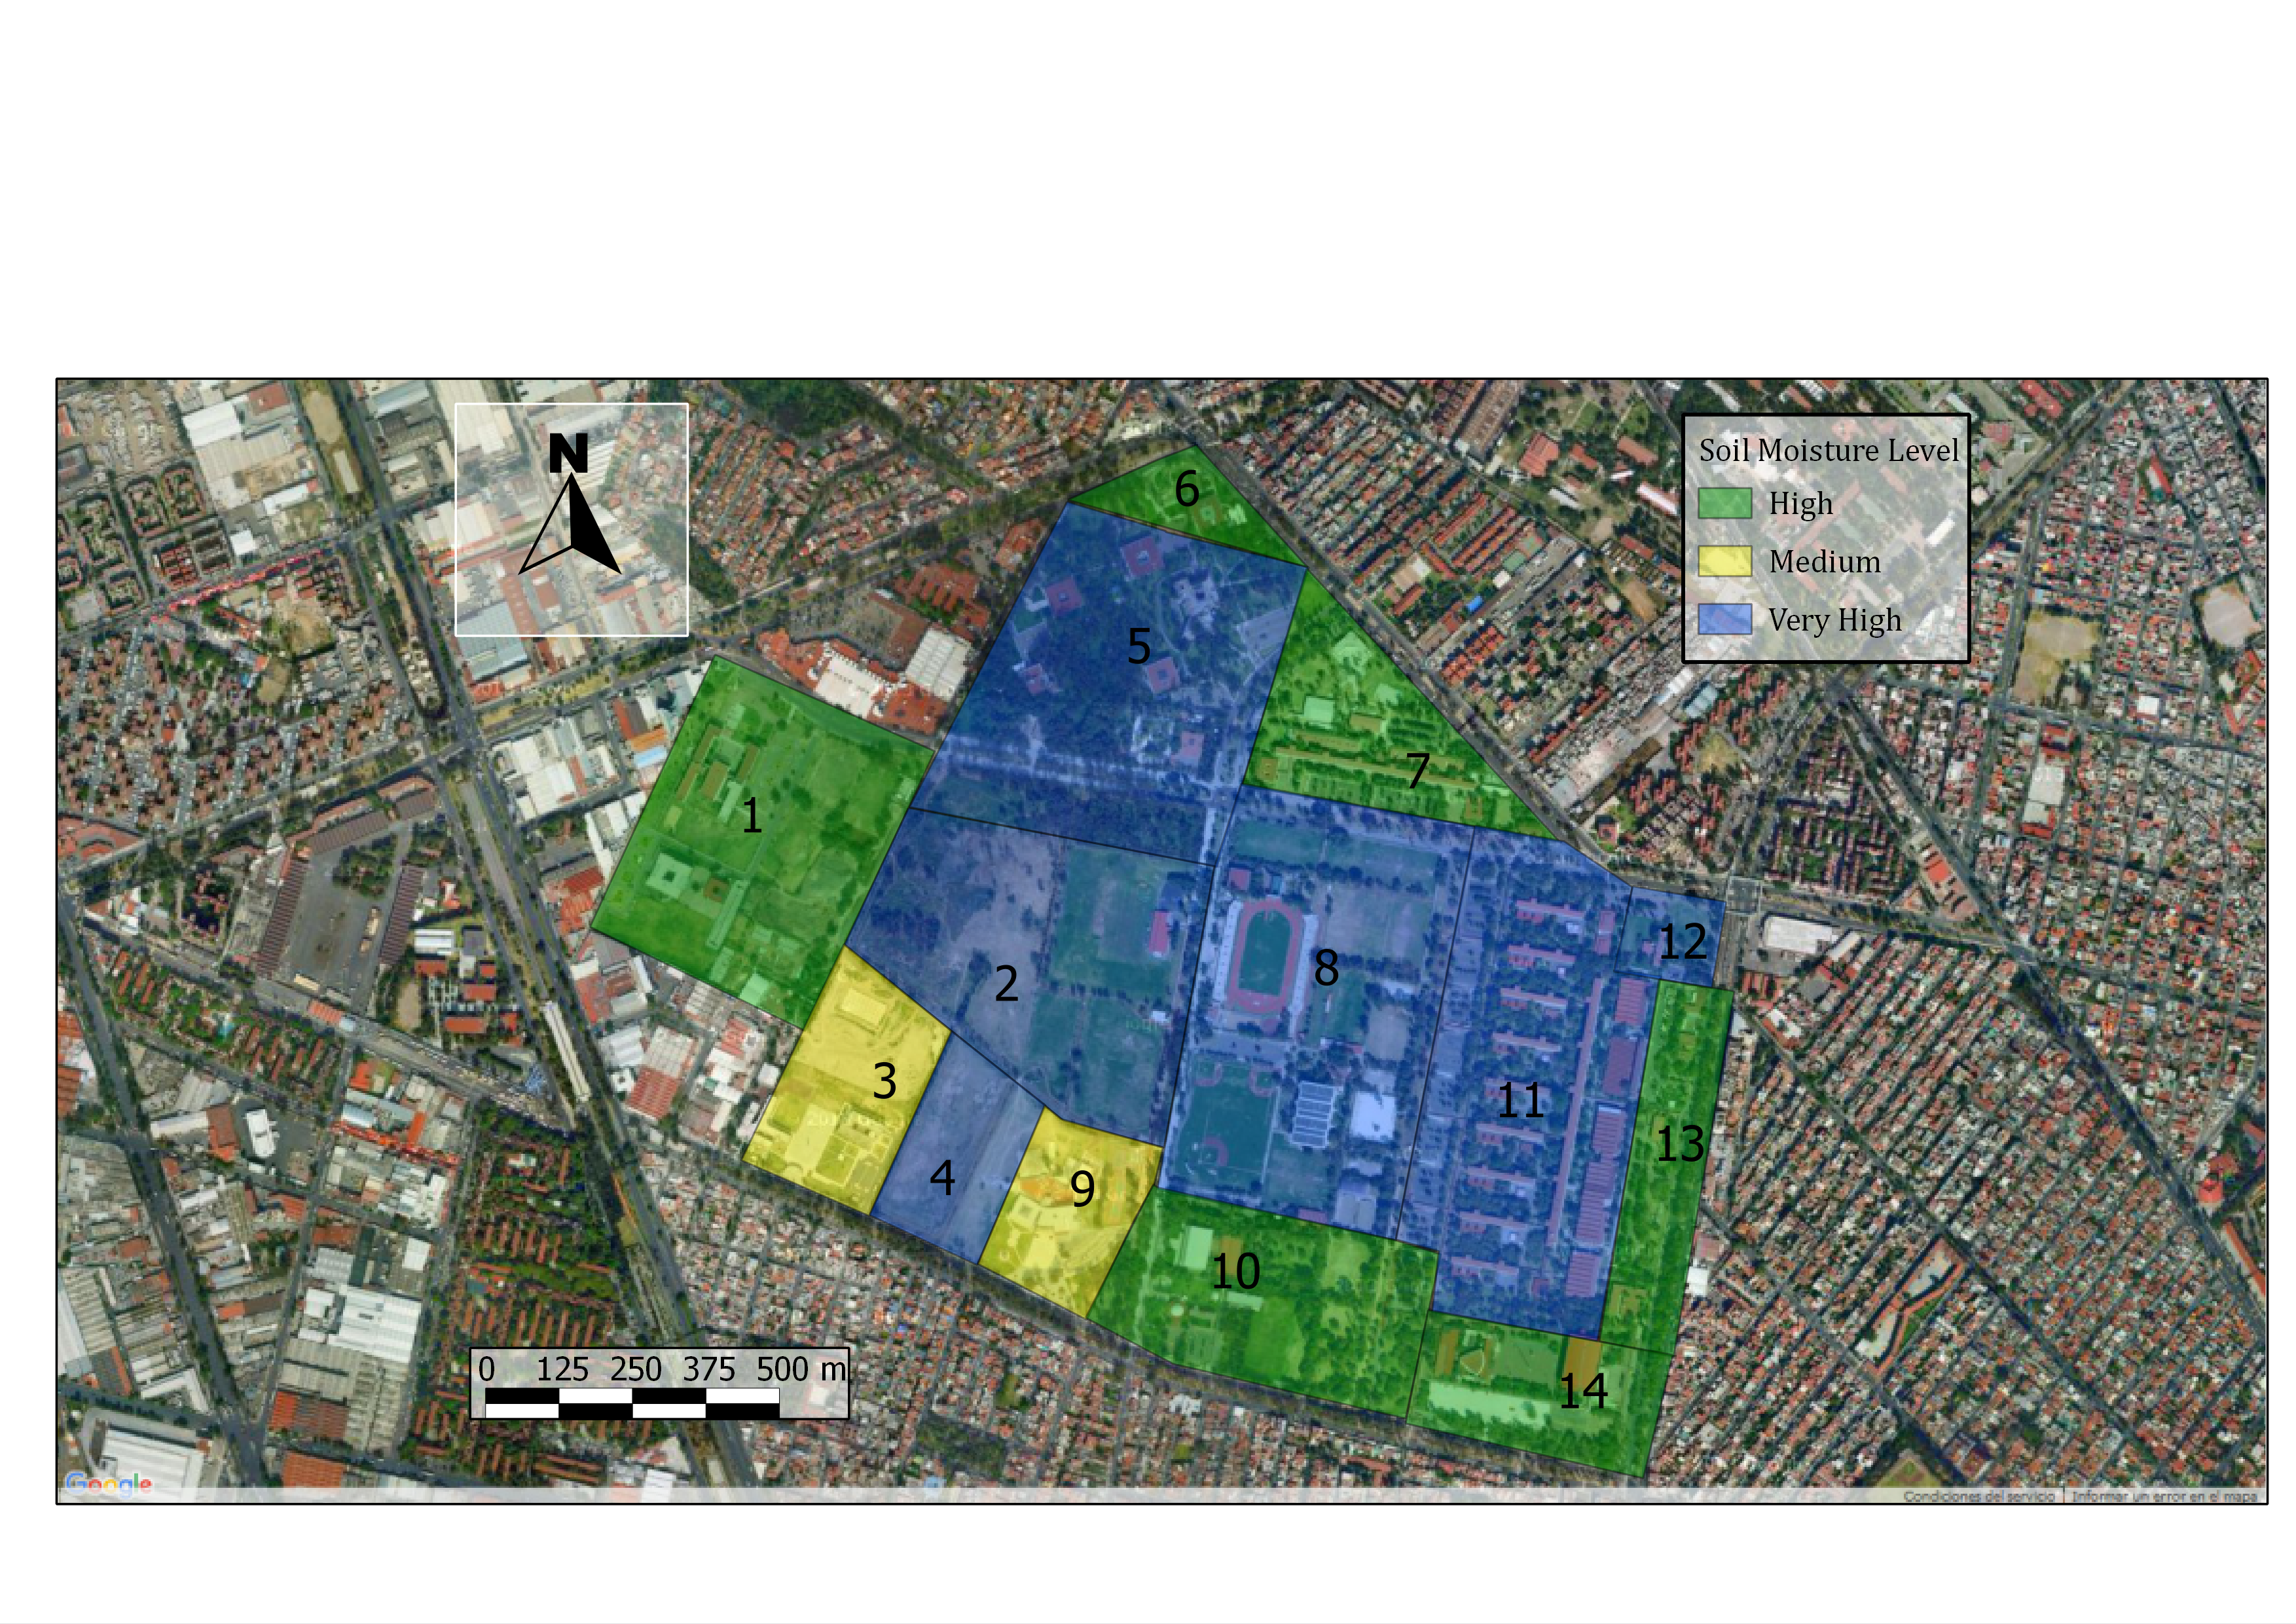 N
Soil Moisture Level
High
Medium
Very High
6
5
7
1
12
8
2
3
11
13
4
9
10
14
0 125 250 375 500 m
Google
Condiciones del servicio
Informar un error en el mapa